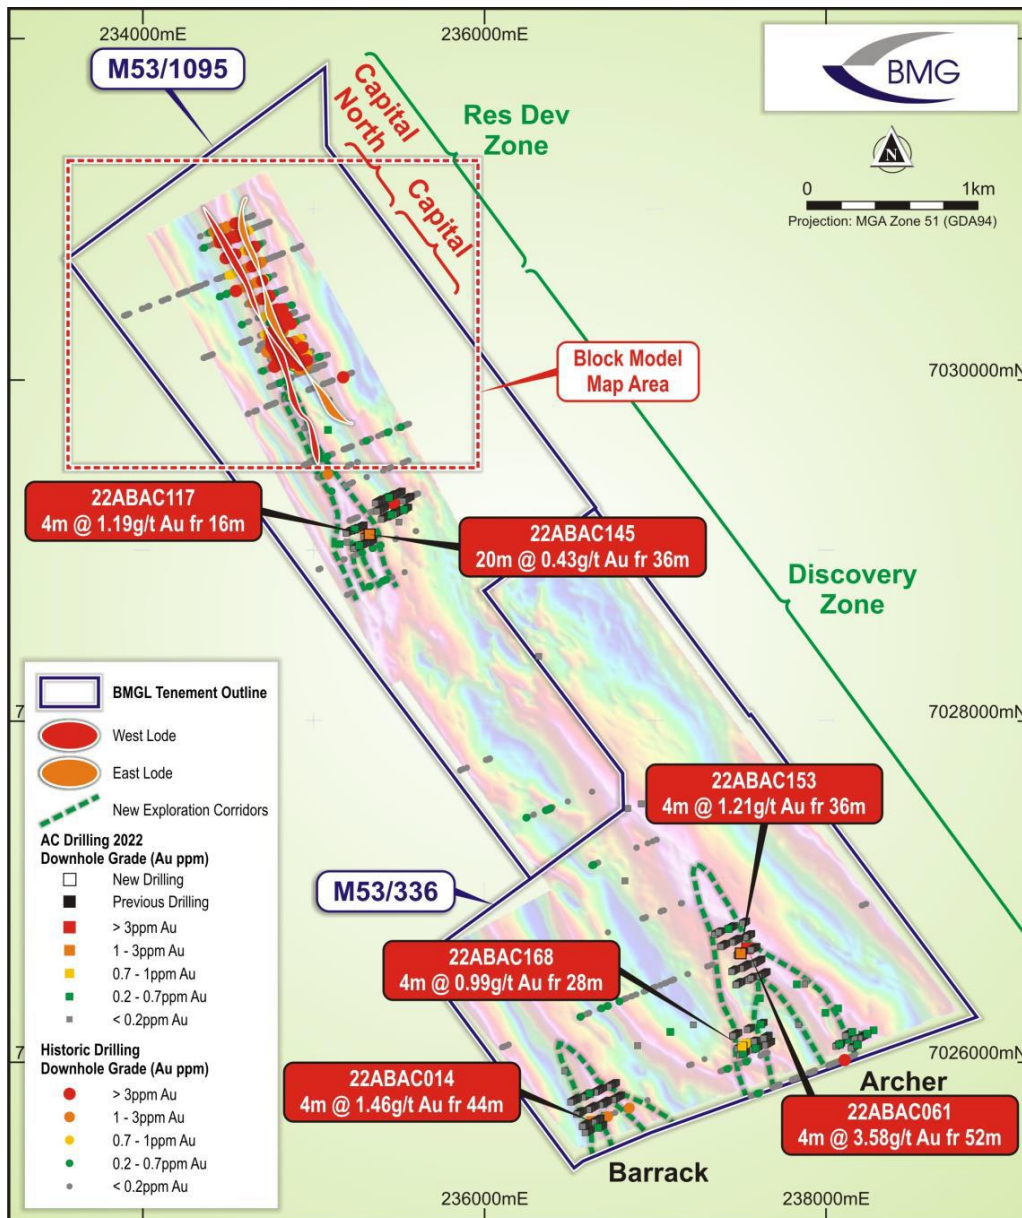 234000mE
236000mE
M53/1095
Capital
North
Capital
Res Dev
Zone
BMG
N
0
1km
Projection: MGA Zone 51 (GDA94)
Block Model
Map Area
7030000mN
22ABAC117
4m @ 1.19g/t Au fr 16m
22ABAC145
20m @ 0.43g/t Au fr 36m
Discovery
Zone
7028000mN
22ABAC153
4m @ 1.21g/t Au fr 36m
M53/336
22ABAC168
4m @ 0.99g/t Au fr 28m
7026000mN
22ABAC014
4m @ 1.46g/t Au fr 44m
Archer
22ABAC061
4m @ 3.58g/t Au fr 52m
Barrack
236000mE
238000mE
7
BMGL Tenement Outline
West Lode
East Lode
New Exploration Corridors
AC Drilling 2022
Downhole Grade (Au ppm)
New Drilling
Previous Drilling
> 3ppm Au
1 - 3ppm Au
0.7 - 1ppm Au
0.2 - 0.7ppm Au
< 0.2ppm Au
Historic Drilling
Downhole Grade (Au ppm)
> 3ppm Au
1 - 3ppm Au
0.7 - 1ppm Au
0.2 - 0.7ppm Au
< 0.2ppm Au